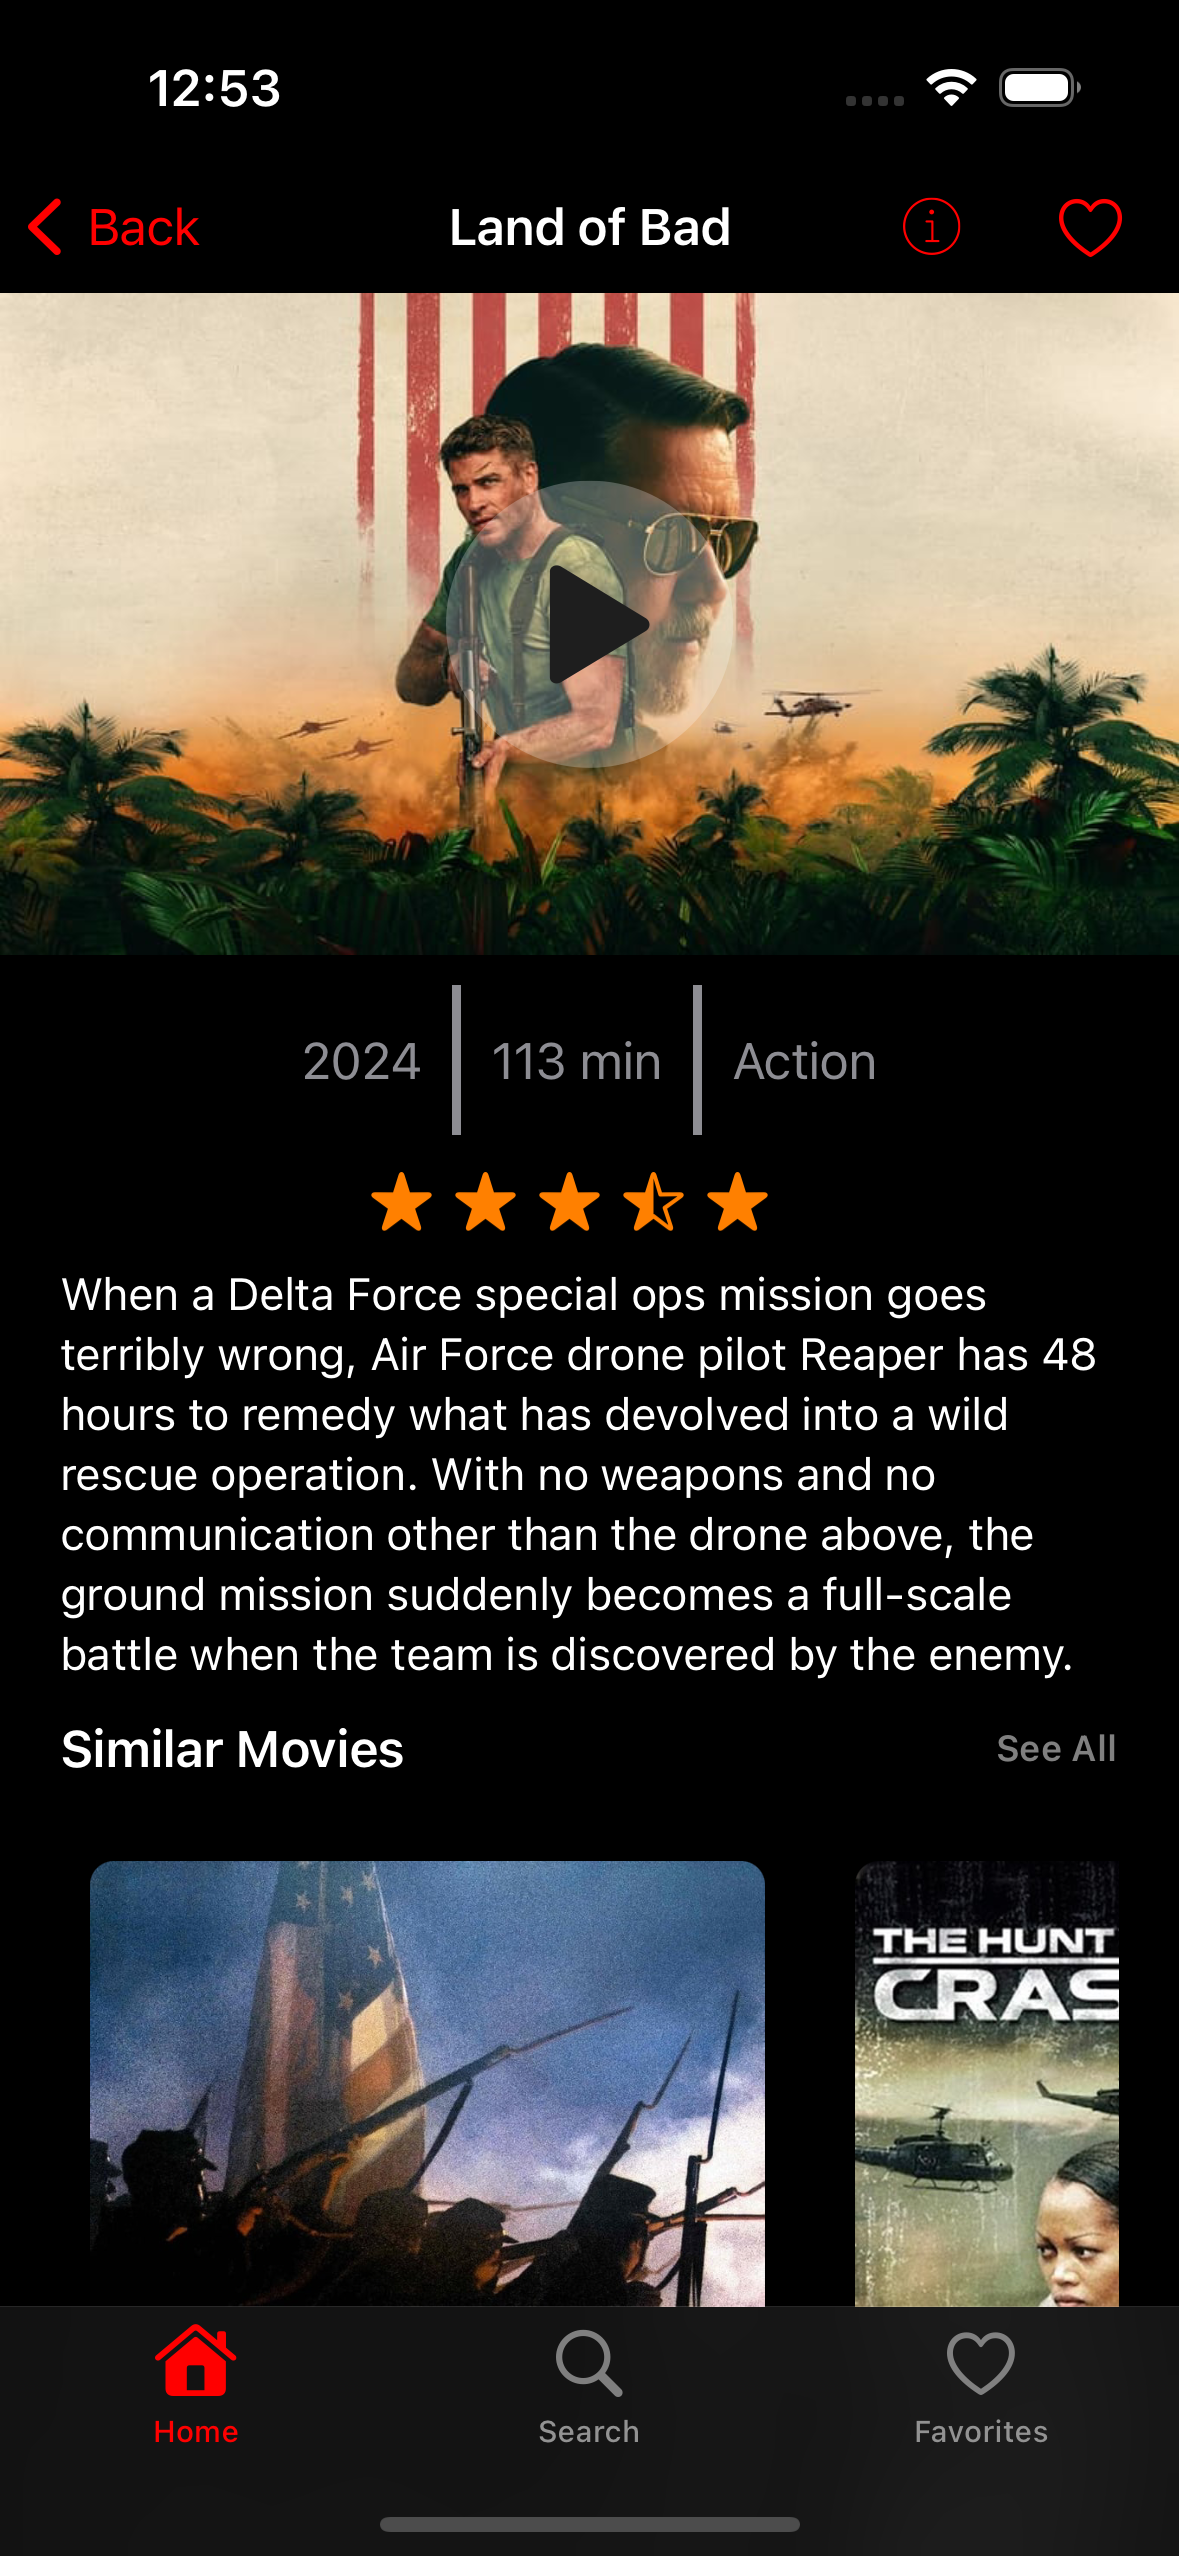 12:53
Back
Land of Bad
2024
113 min
Action
When a Delta Force special ops mission goes
terribly wrong, Air Force drone pilot Reaper has 48
hours to remedy what has devolved into a wild
rescue operation. With no weapons and no
communication other than the drone above, the
ground mission suddenly becomes a full-scale
battle when the team is discovered by the enemy.
Similar Movies
See All
THE HUNT
CRAS
Home
Search
Favorites